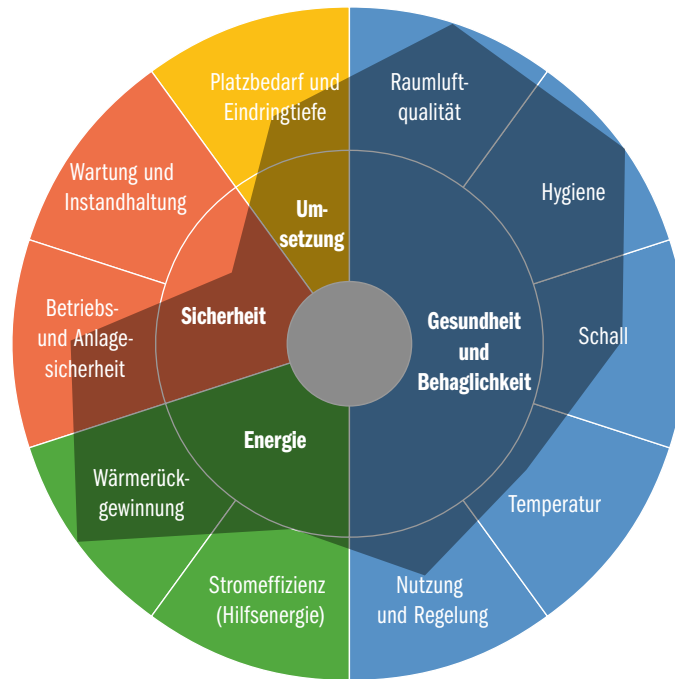 Platzbedarf und
Eindringtiefe
Raumluft-
qualität
Wartung und
Instandhaltung
Hygiene
Um-
setzung
Betriebs-
und Anlage-
sicherheit
Sicherheit
Gesundheit
und
Behaglichkeit
Schall
Energie
Wärmerück-
gewinnung
Temperatur
Stromeffizienz
(Hilfsenergie)
Nutzung
und Regelung